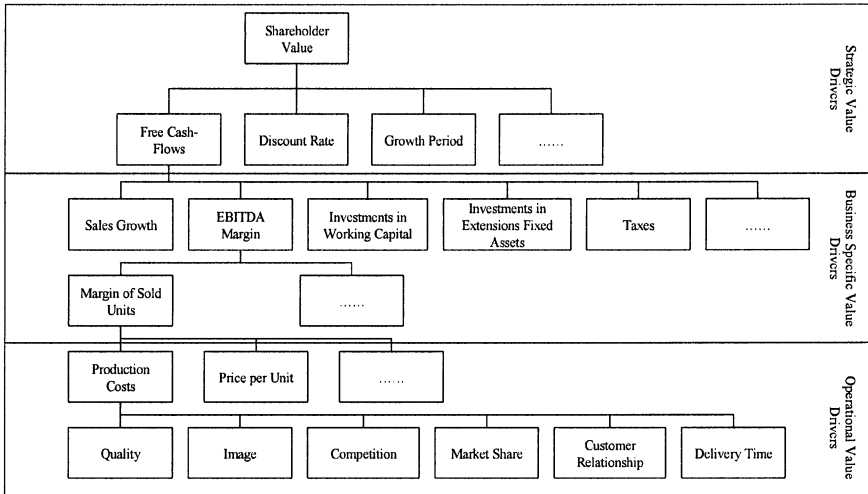 Shareholder
Value
Strategic Value
Drivers
Free Cash-
Flows
Discount Rate
Growth Period
......
Sales Growth
EBITDA
Margin
Investments in
Working Capital
Investments in
Extensions Fixed
Assets
Taxes
......
Business Specific Value
Drivers
Margin of Sold
Units
......
Production
Costs
Price per Unit
......
Operational Value
Drivers
Quality
Image
Competition
Market Share
Customer
Relationship
Delivery Time